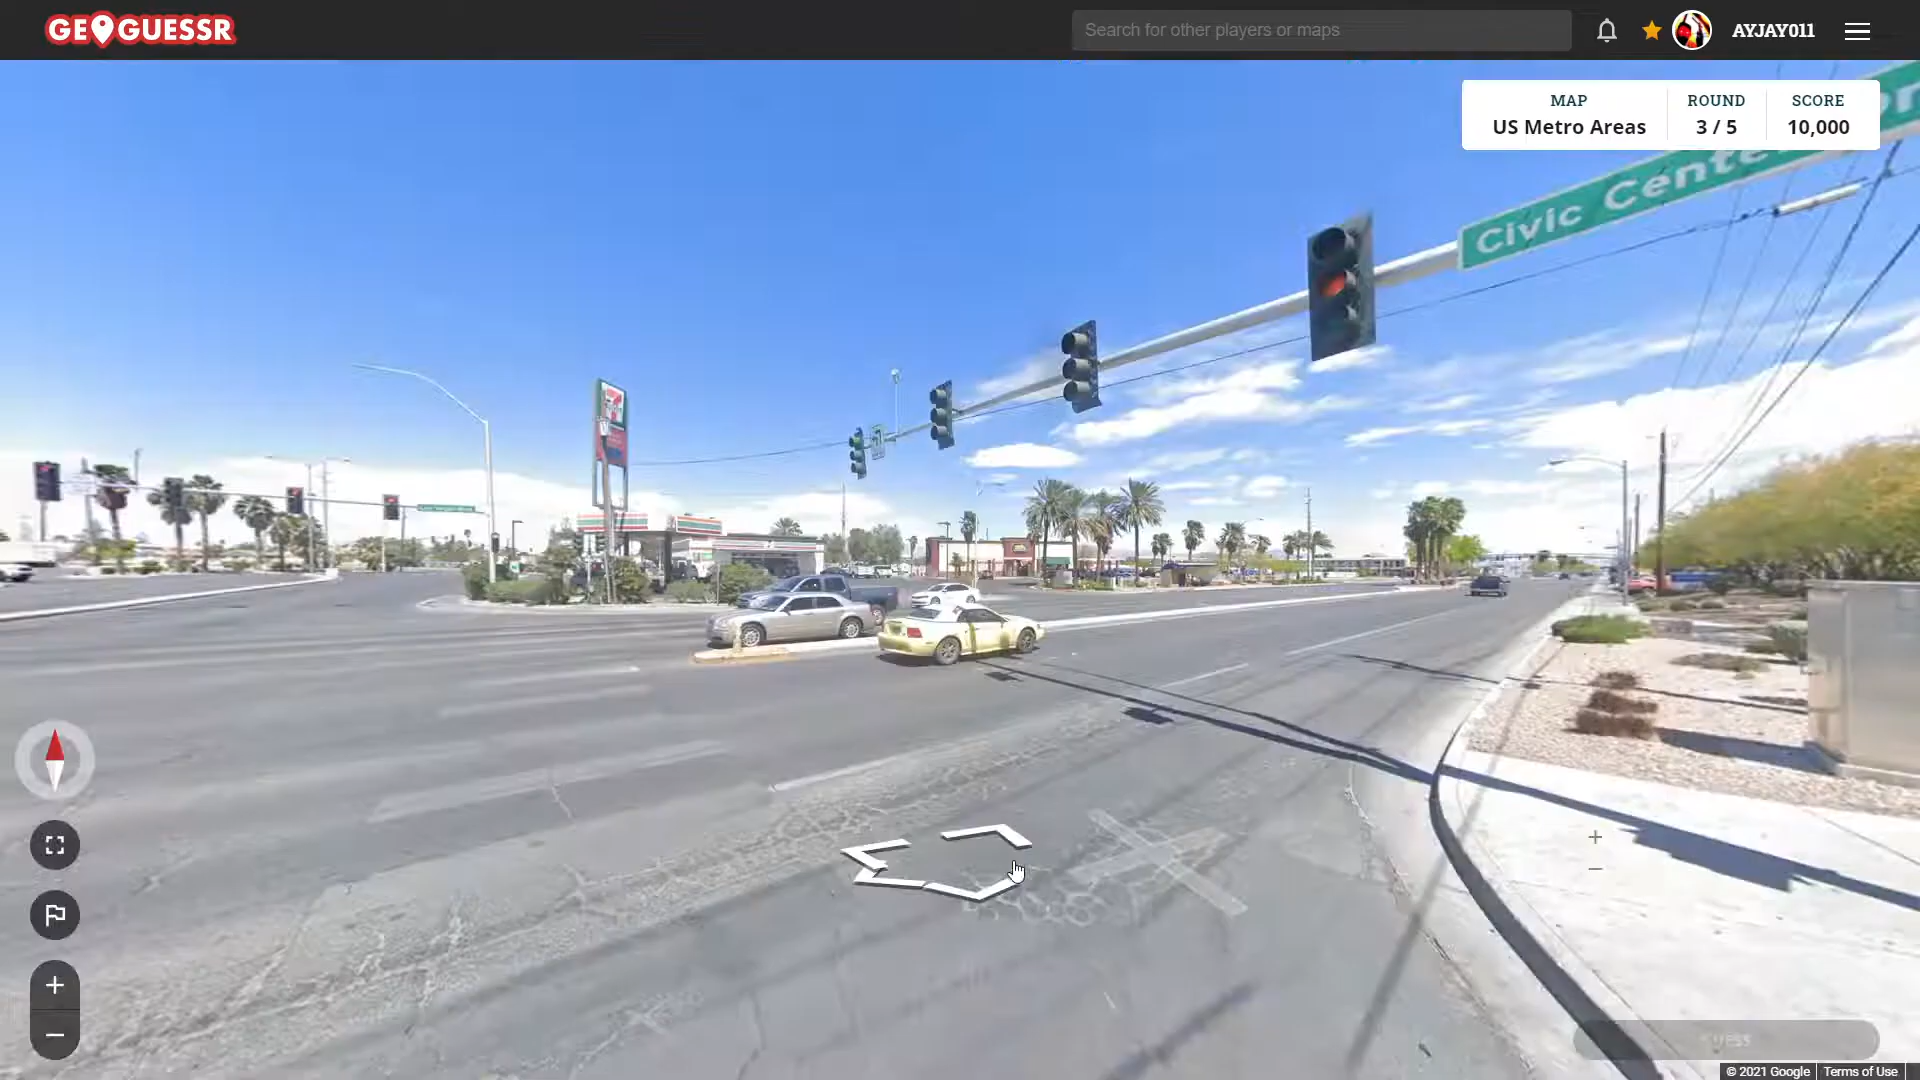 GEOGUESSR
Search for other players or maps
AYJAY011
MAP
US Metro Areas
ROUND
3 / 5
SCORE
10,000
Civic Cente
© 2021 Google
Terms of Use